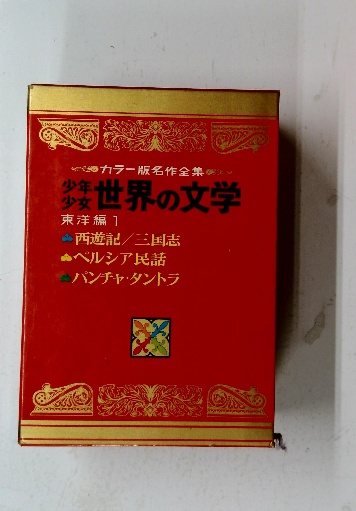 カラー版名作全集
少年少女世界の文学
東洋編1
西遊記/三国志
ペルシア民話
パンチャ・タントラ